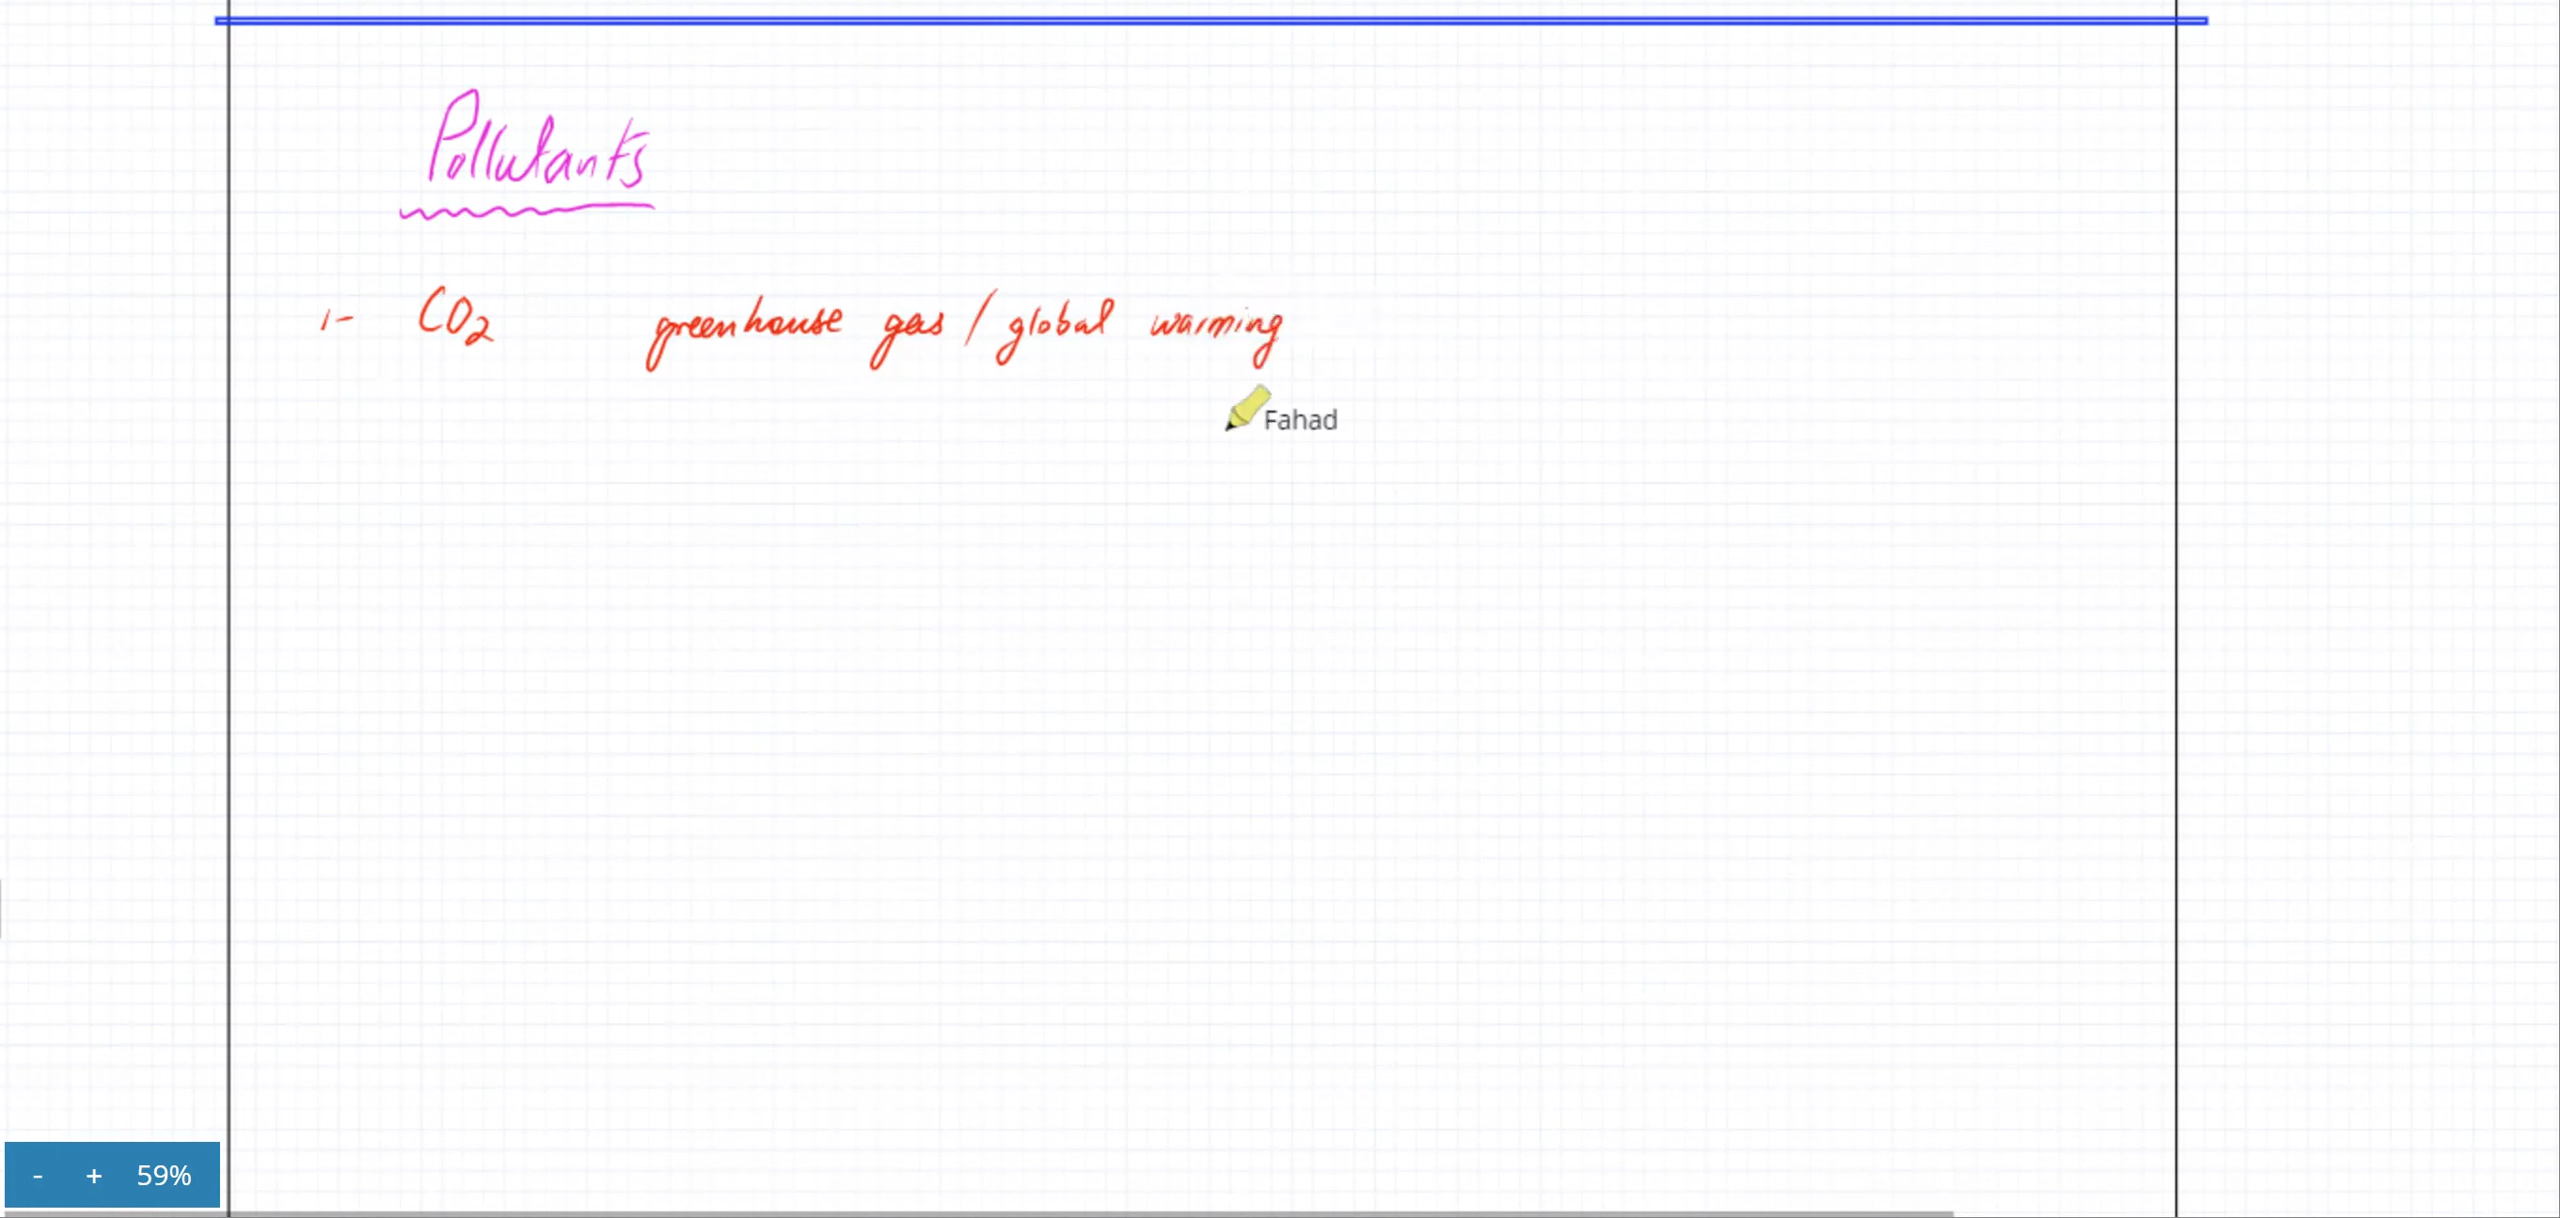 Pollutants
1- CO₂ greenhouse gas / global warming
Fahad
- + 59%